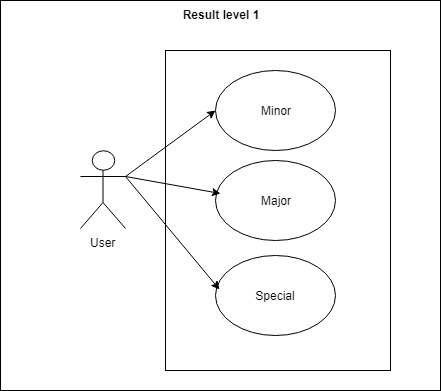 Result level 1
Minor
Major
User
Special